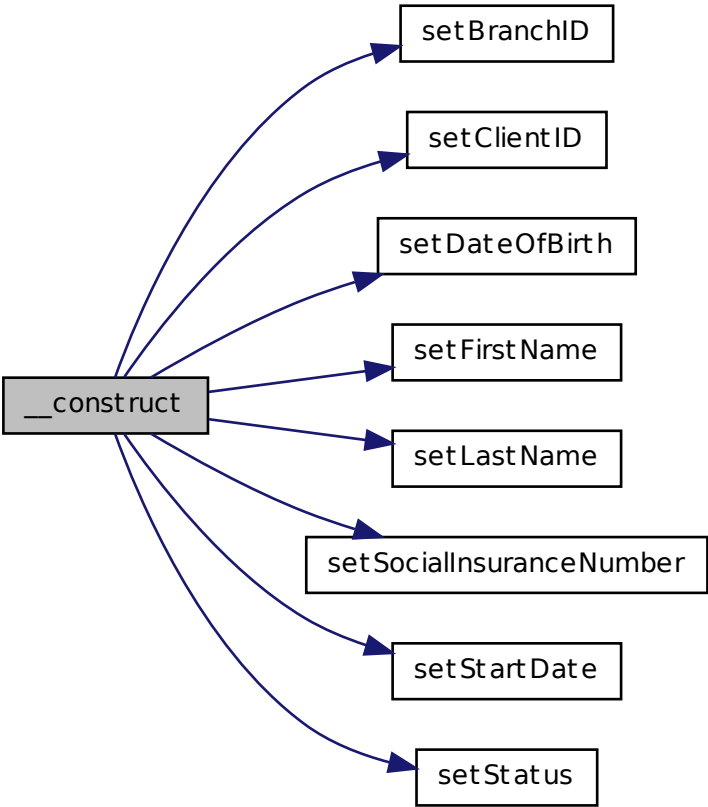 setBranchID
setClientID
setDateOfBirth
setFirstName
__construct
setLastName
setSocialInsuranceNumber
setStartDate
setStatus